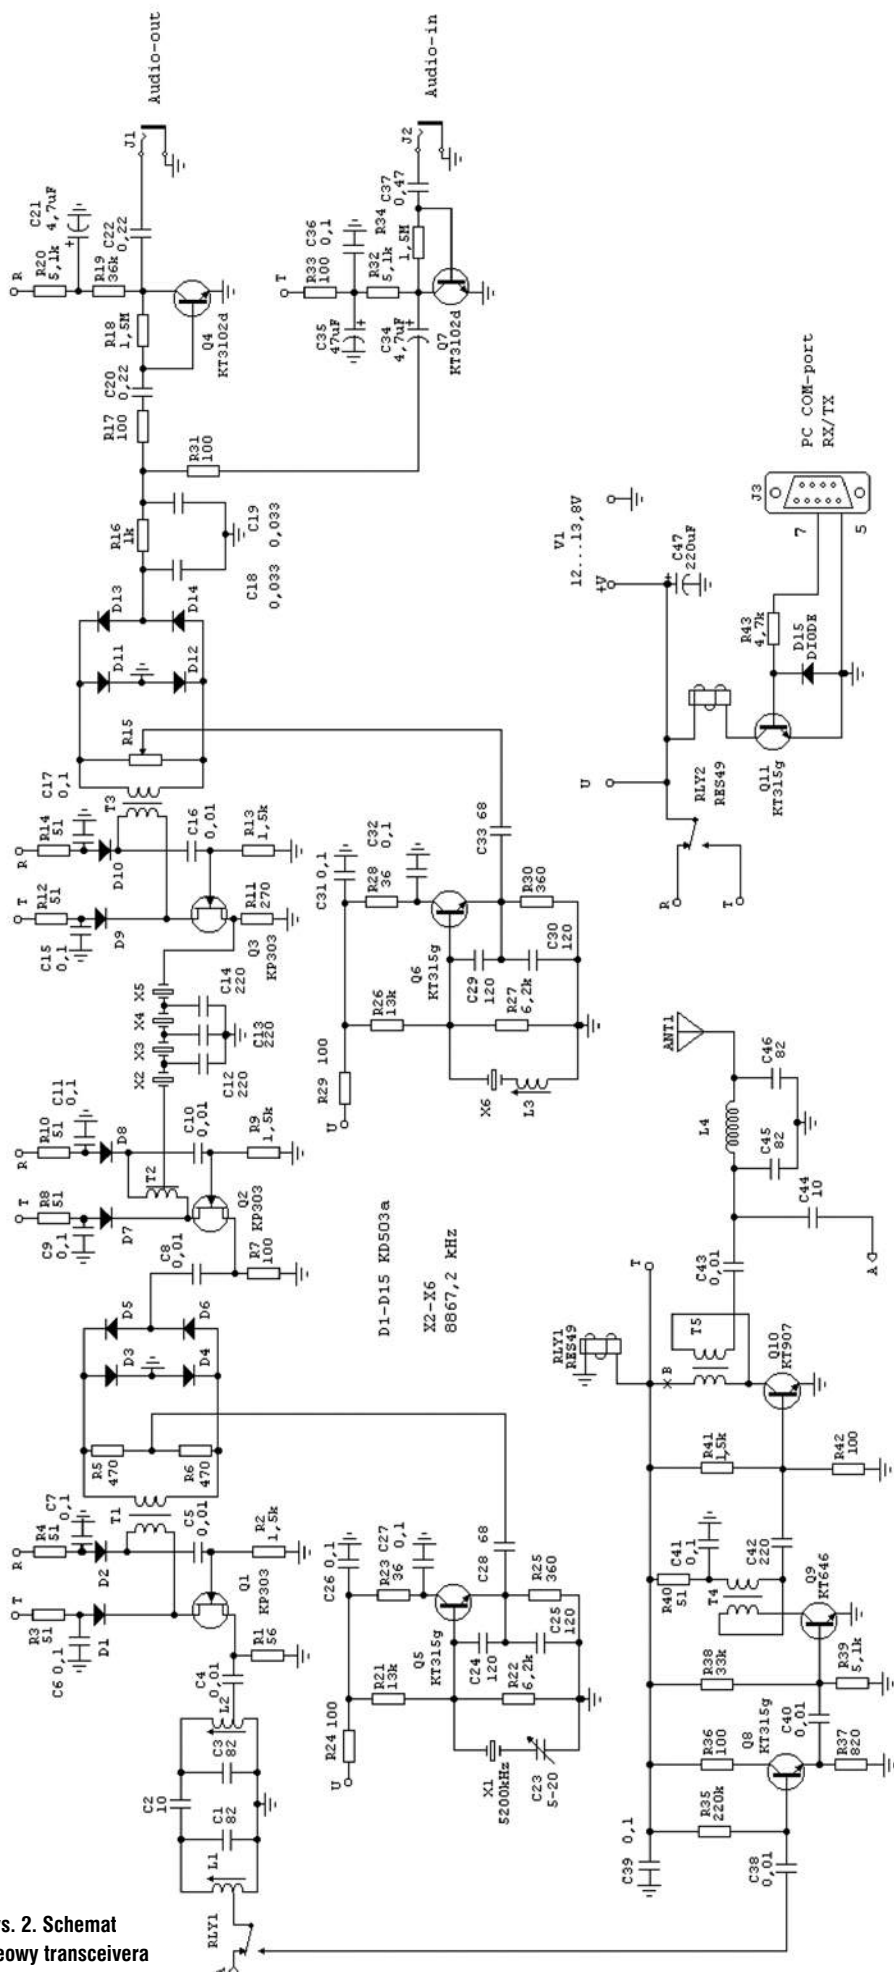 RLY1
L1
C1
82
C2
10
C3
82
L2
C4
0,01
R1
56
Q1
KP303
T
R3
51
C6 0,1
D1
R
R4
51
C7
0,1
D2
T1
C5
0,01
R2
1,5k
R5
470
R6
470
D3
D4
D5
D6
C8
0,01
R7
100
T
R8
51
C9
0,1
D7
R
R10
51
C11
0,1
D8
T2
C10
0,01
R9
1,5k
Q2
KP303
X2
X3
X4
X5
C12
220
C13
220
C14
220
T
R12
51
C15
0,1
D9
Q3
KP303
R11
270
R
R14
51
C17
0,1
D10
T3
C16
0,01
R13
1,5k
R15
D11
D12
D13
D14
R16
1k
C18
0,033
C19
0,033
R17
100
R31
100
C20
0,22
R18
1,5M
Q4
KT3102d
R
R20
5,1k
R19
36k
C21
4,7uF
C22
0,22
J1
Audio-out
T
R33
100
C36
0,1
C35
47uF
R32
5,1k
C34
4,7uF
R34
1,5M
C37
0,47
Q7
KT3102d
J2
Audio-in
U
R24 100
X1
5200kHz
C23
5-20
R21
13k
Q5
KT315g
C24
120
R22
6,2k
C26 0,1
R23
36
C27
0,1
C28 68
R25
360
C25
120
D1-D15 KD503a
X2-X6
8867,2 kHz
U
R29 100
X6
L3
R26
13k
Q6
KT315g
C29
120
R27
6,2k
C31 0,1
R28
36
C32
0,1
C33 68
R30
360
C30
120
C39 0,1
C38
0,01
R35
220k
R36
100
Q8
KT315g
C40
0,01
R37
820
R38
33k
R39
5,1k
Q9
KT646
R40
51
C41
0,1
T4
C42
220
R41
1,5k
R42
100
Q10
KT907
B
T5
RLY1
RES49
T
C43
0,01
C44
10
A
L4
C45
82
C46
82
ANT1
R
T
U
RLY2
RES49
Q11
KT315g
+V
V1
12...13,8V
C47
220uF
R43
4,7k
D15
DIODE
J3
7
5
PC COM-port
RX/TX
s. 2. Schemat
eowy transceivera